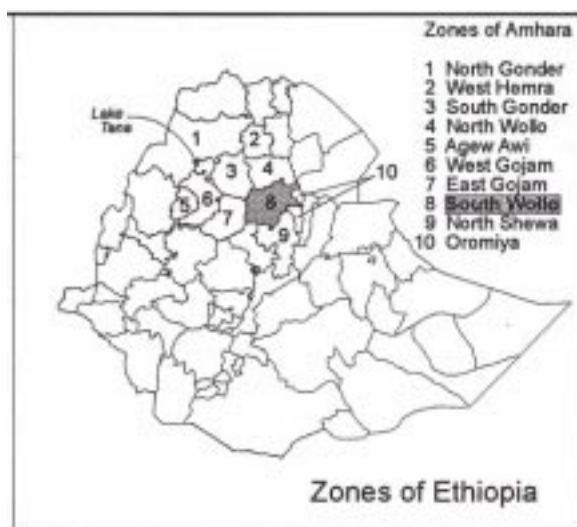 Zones of Amhara
1 North Gonder
2 West Hemra
3 South Gonder
4 North Wollo
5 Agew Awi
6 West Gojam
7 East Gojam
8 South Wollo
9 North Shewa
10 Oromiya
Lake
Tana
1
2
3
4
10
5
6
7
8
9
Zones of Ethiopia